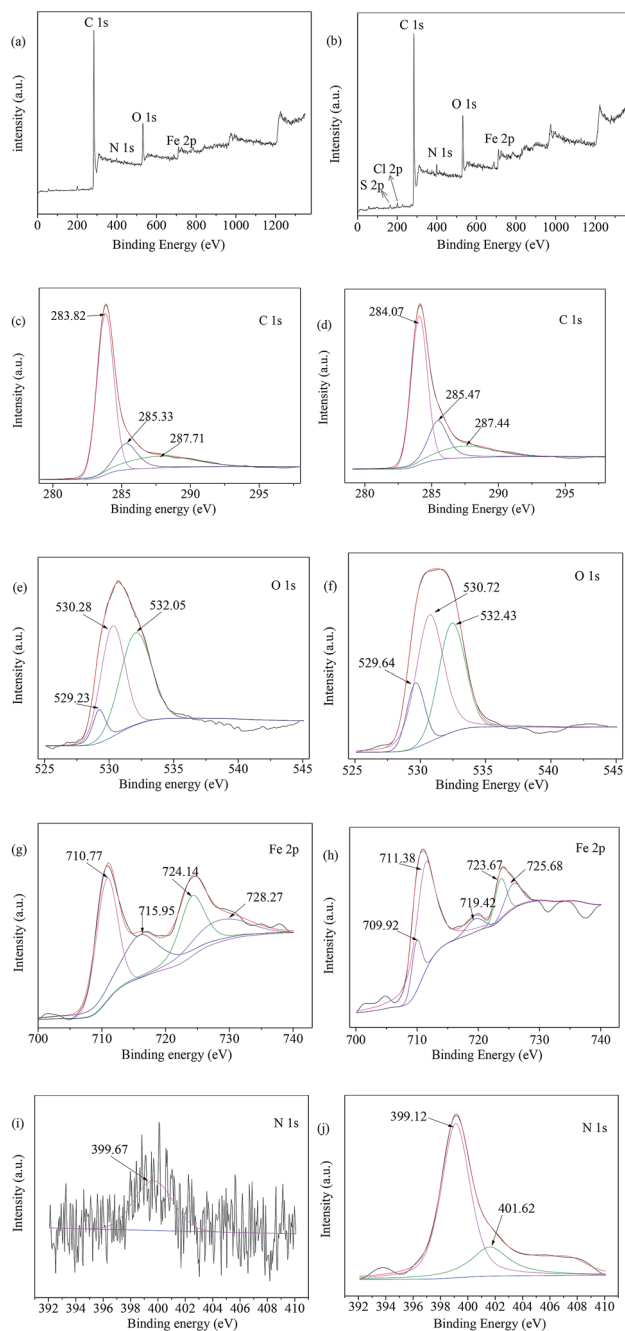 (a)
C 1s
O 1s
N 1s
Fe 2p
intensity (a.u.)
0 200 400 600 800 1000 1200
Binding Energy (eV)
(b)
C 1s
O 1s
Fe 2p
N 1s
Cl 2p
S 2p
Intensity (a.u.)
0 200 400 600 800 1000 1200
Binding Energy (eV)
(c)
283.82
C 1s
285.33
287.71
Intensity (a.u.)
280 285 290 295
Binding energy (eV)
(d)
284.07
C 1s
285.47
287.44
Intensity (a.u.)
280 285 290 295
Binding Energy (eV)
(e)
O 1s
530.28
532.05
529.23
Intensity (a.u.)
525 530 535 540 545
Binding energy (eV)
(f)
O 1s
530.72
532.43
529.64
Intensity (a.u.)
525 530 535 540 545
Binding Energy (eV)
(g)
Fe 2p
710.77
724.14
715.95
728.27
Intensity (a.u.)
700 710 720 730 740
Binding energy (eV)
(h)
Fe 2p
711.38
723.67
725.68
719.42
709.92
Intensity (a.u.)
700 710 720 730 740
Binding Energy (eV)
(i)
N 1s
399.67
Intensity (a.u.)
392 394 396 398 400 402 404 406 408 410
Binding energy (eV)
(j)
N 1s
399.12
401.62
Intensity (a.u.)
392 394 396 398 400 402 404 406 408 410
Binding Energy (eV)